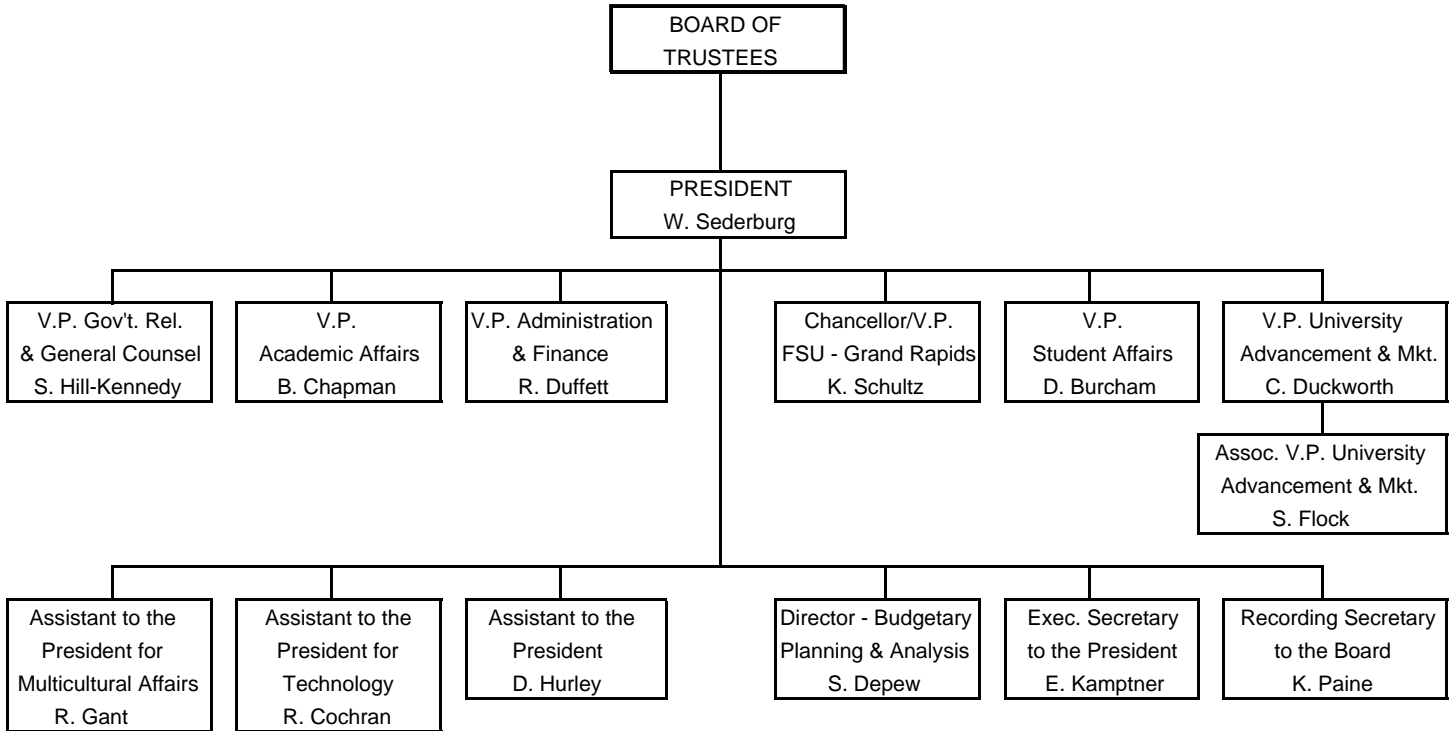 BOARD OF
TRUSTEES
PRESIDENT
W. Sederburg
V.P. Gov't. Rel.
& General Counsel
S. Hill-Kennedy
V.P.
Academic Affairs
B. Chapman
V.P. Administration
& Finance
R. Duffett
Chancellor/V.P.
FSU - Grand Rapids
K. Schultz
V.P.
Student Affairs
D. Burcham
V.P. University
Advancement & Mkt.
C. Duckworth
Assoc. V.P. University
Advancement & Mkt.
S. Flock
Assistant to the
President for
Multicultural Affairs
R. Gant
Assistant to the
President for
Technology
R. Cochran
Assistant to the
President
D. Hurley
Director - Budgetary
Planning & Analysis
S. Depew
Exec. Secretary
to the President
E. Kamptner
Recording Secretary
to the Board
K. Paine